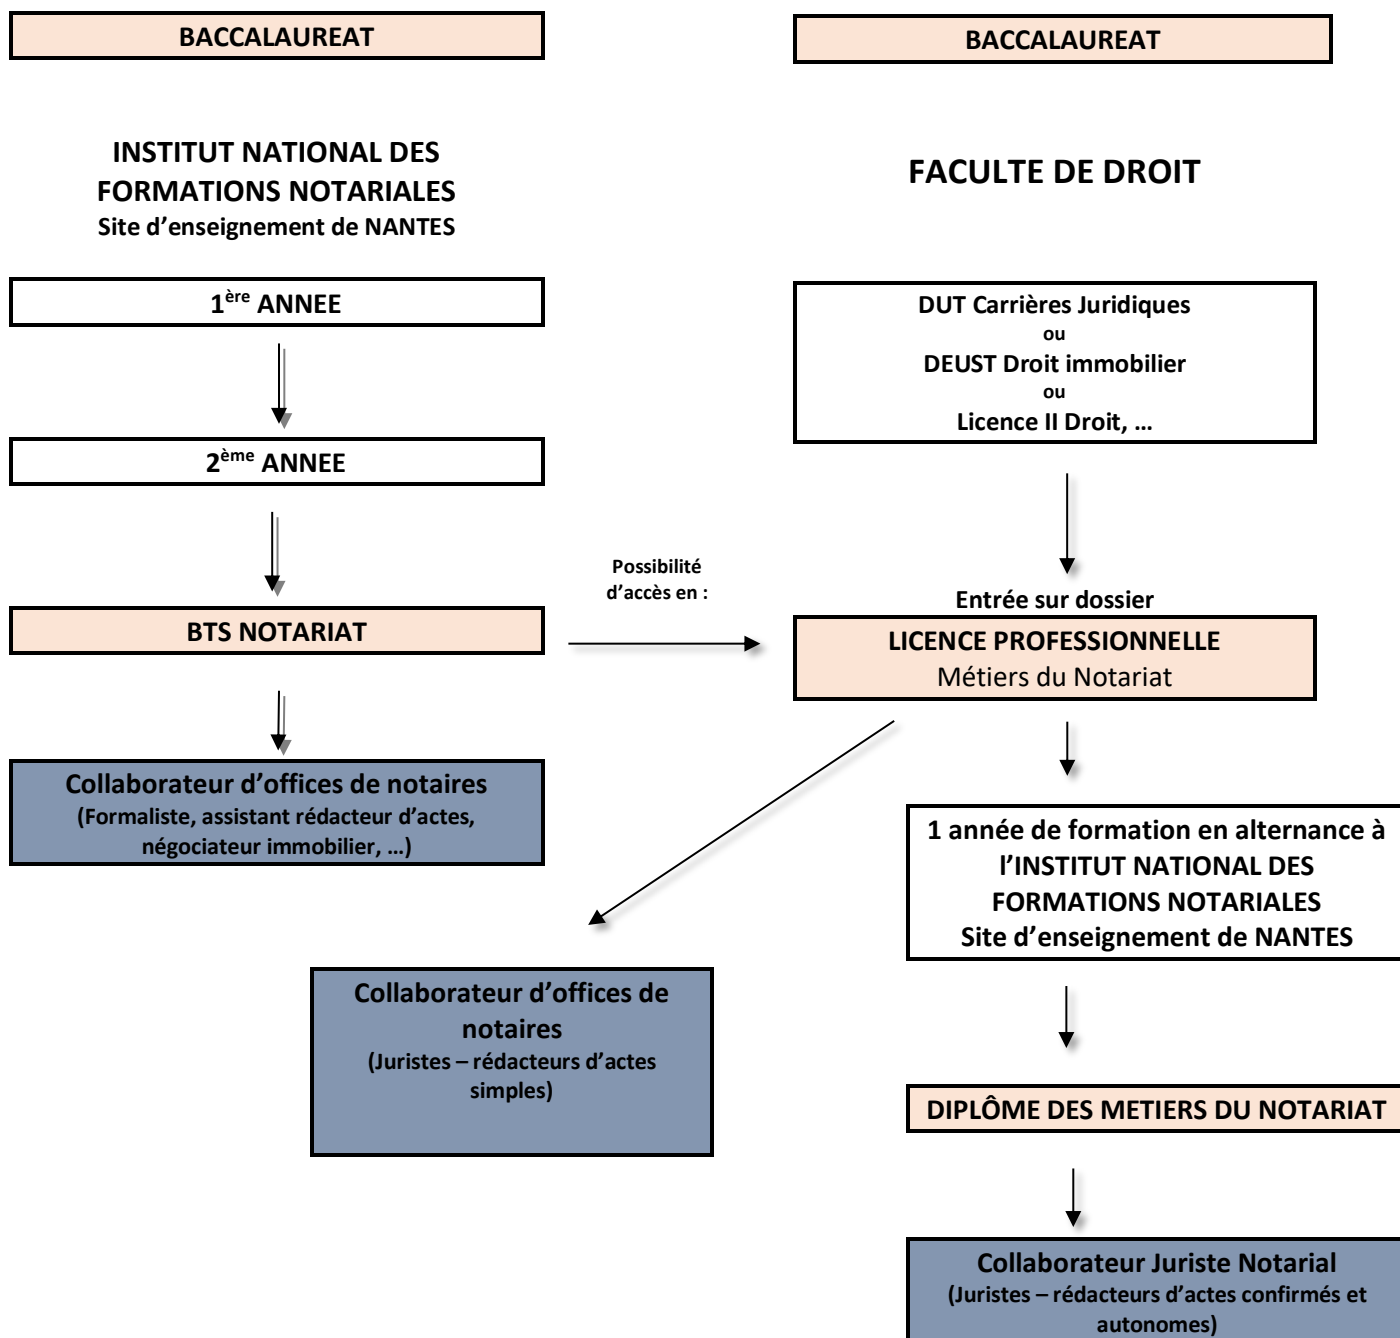 BACCALAUREAT
INSTITUT NATIONAL DES
FORMATIONS NOTARIALES
Site d’enseignement de NANTES
1ère ANNEE
2ème ANNEE
BTS NOTARIAT
Collaborateur d’offices de notaires
(Formaliste, assistant rédacteur d’actes,
négociateur immobilier, …)
Possibilité
d’accès en :
BACCALAUREAT
FACULTE DE DROIT
DUT Carrières Juridiques
ou
DEUST Droit immobilier
ou
Licence II Droit, …
Entrée sur dossier
LICENCE PROFESSIONNELLE
Métiers du Notariat
Collaborateur d’offices de
notaires
(Juristes – rédacteurs d’actes
simples)
1 année de formation en alternance à
l’INSTITUT NATIONAL DES
FORMATIONS NOTARIALES
Site d’enseignement de NANTES
DIPLÔME DES METIERS DU NOTARIAT
Collaborateur Juriste Notarial
(Juristes – rédacteurs d’actes confirmés et
autonomes)